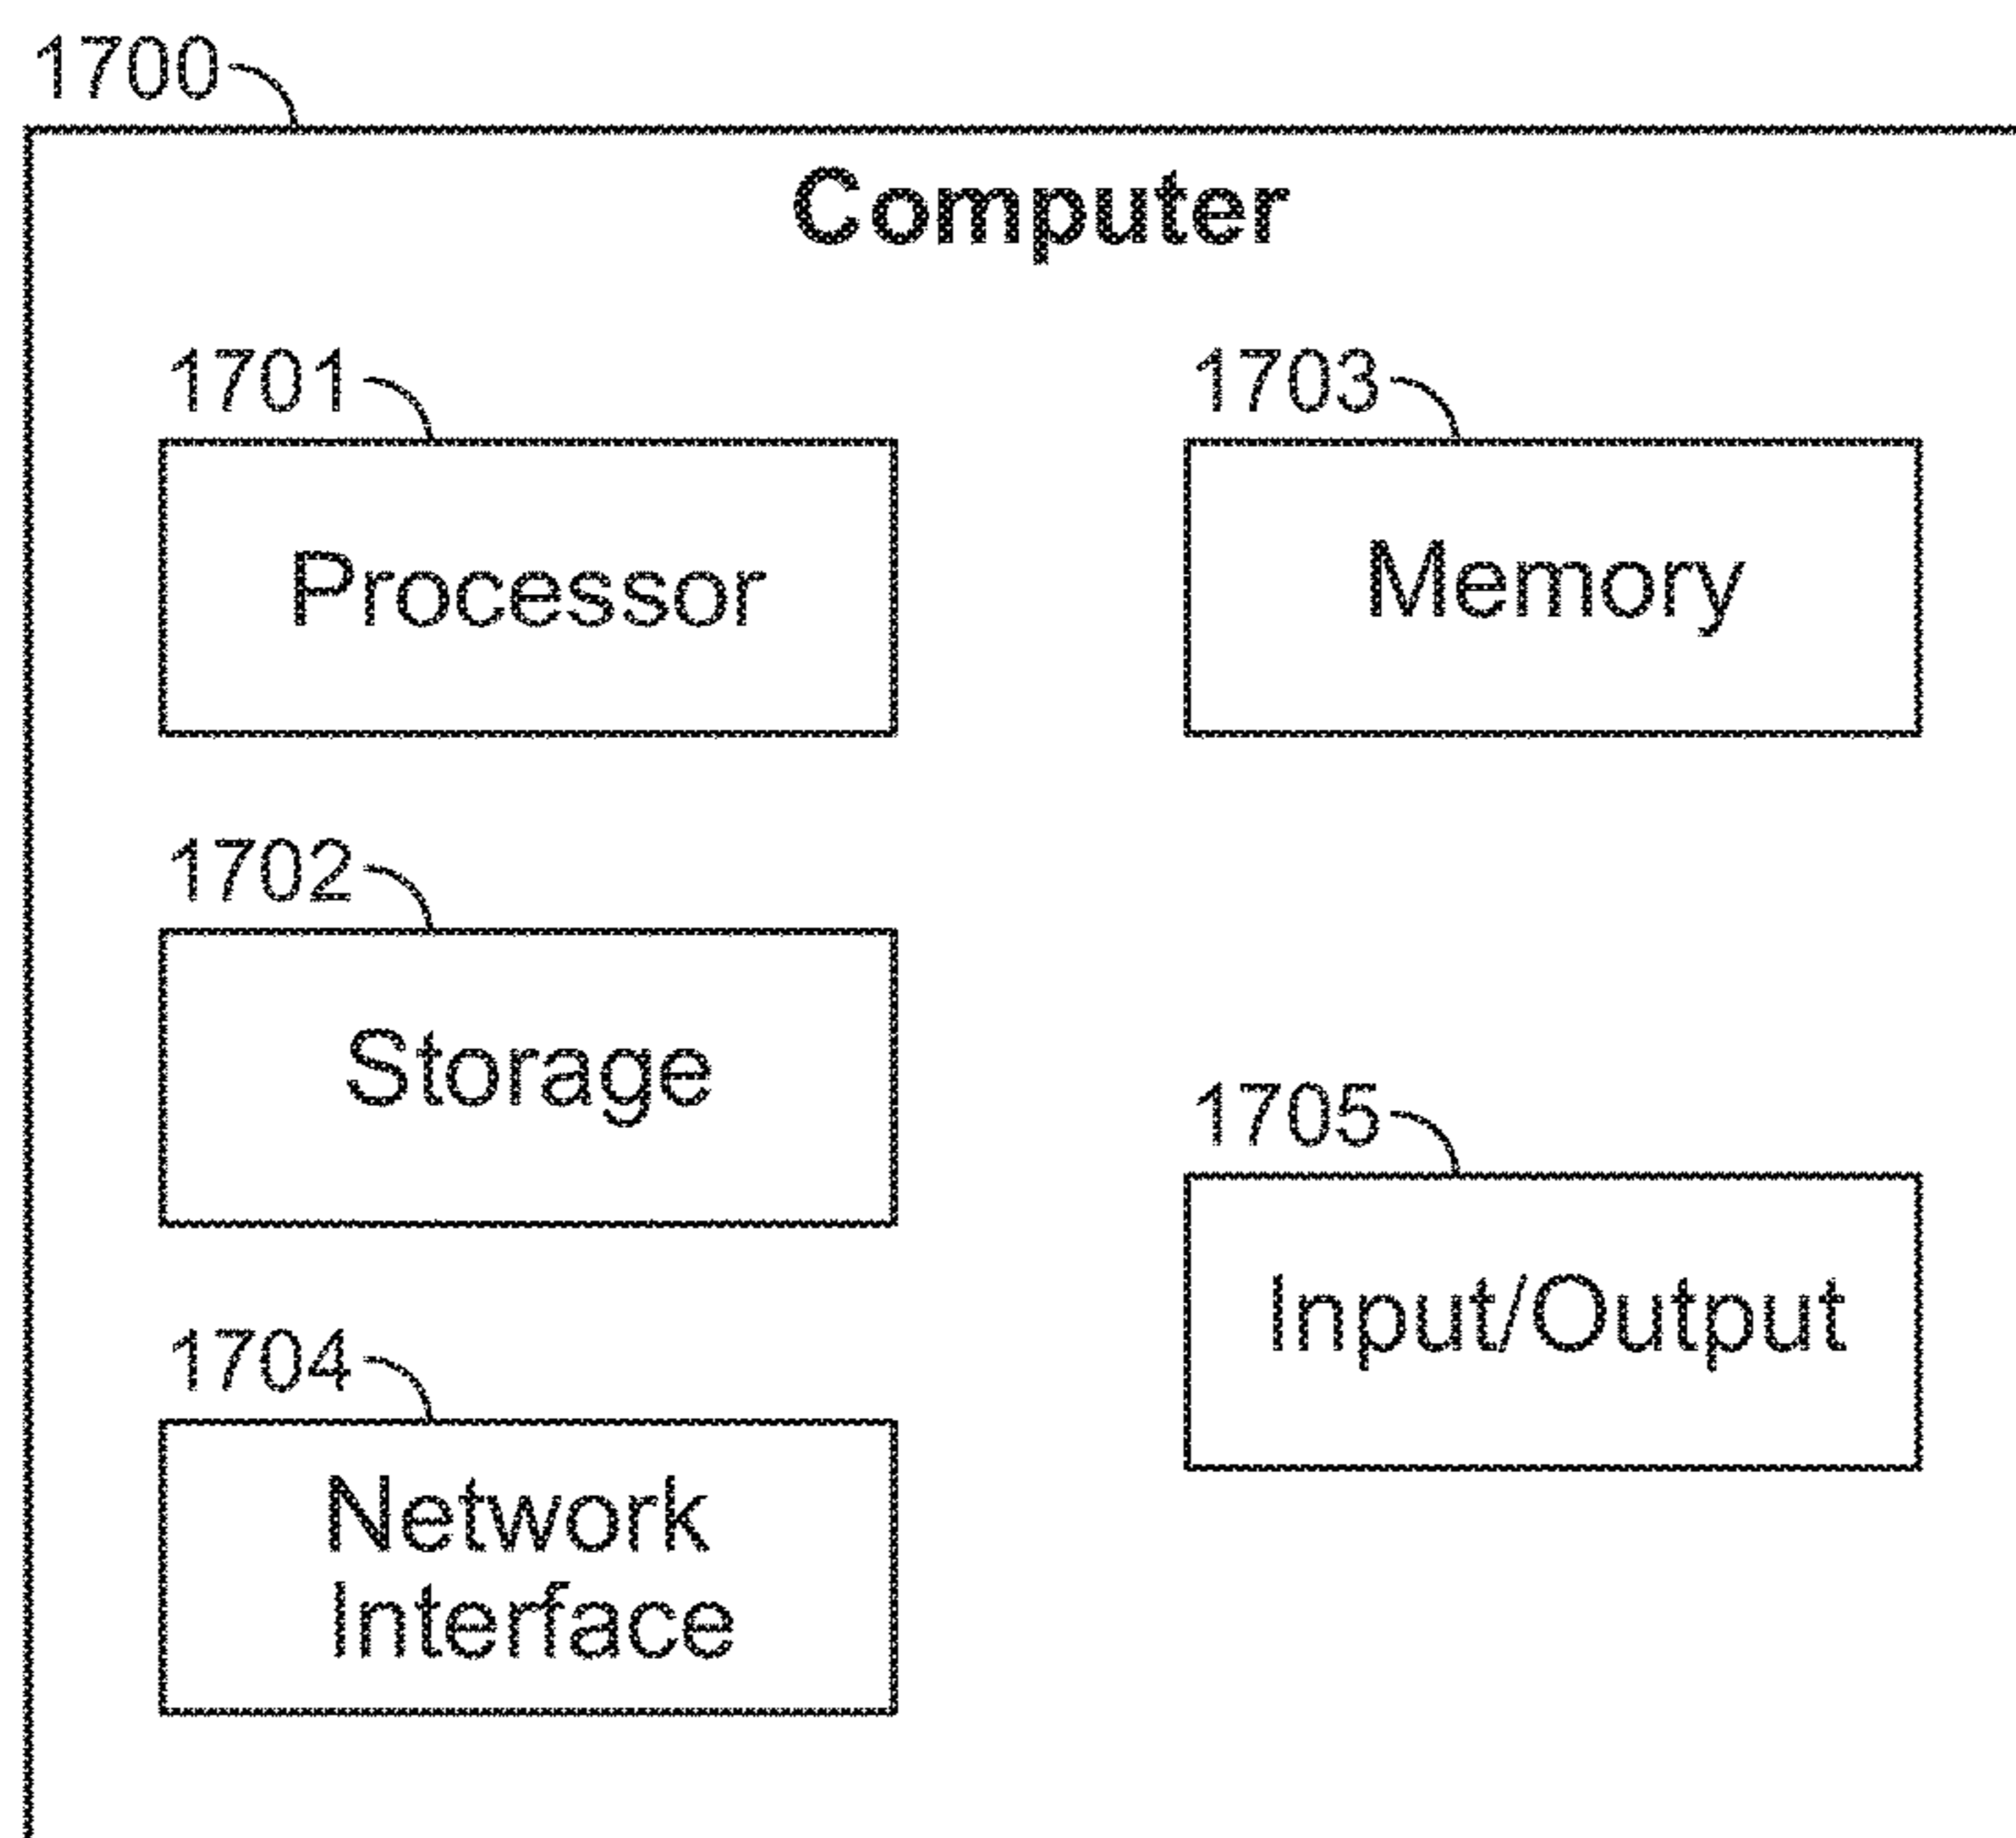 1700
Computer
1701
Processor
1703
Memory
1702
Storage
1705
Input/Output
1704
Network
Interface